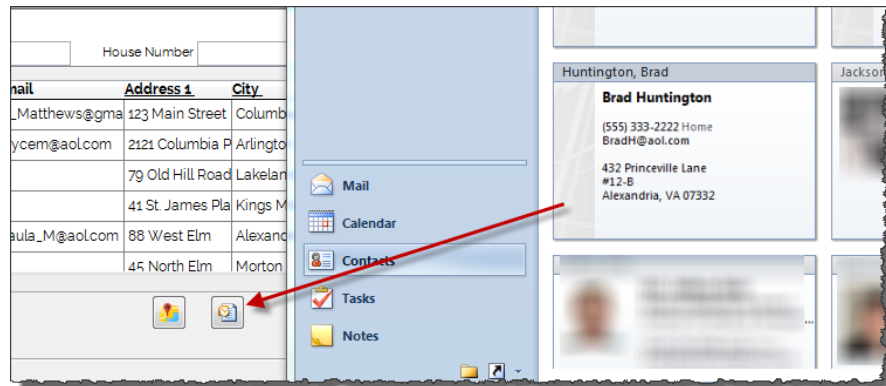 House Number
nail Address 1 City
_Matthews@gma 123 Main Street Columb
ycem@aol.com 2121 Columbia P Arlingto
79 Old Hill Road Lakelan
41 St. James Pla Kings M
aula_M@aol.com 88 West Elm Alexand
45 North Elm Morton
Mail
Calendar
Contacts
Tasks
Notes
Huntington, Brad
Brad Huntington
(555) 333-2222 Home
BradH@aol.com
432 Princeville Lane
#12-B
Alexandria, VA 07332
Jackson
...